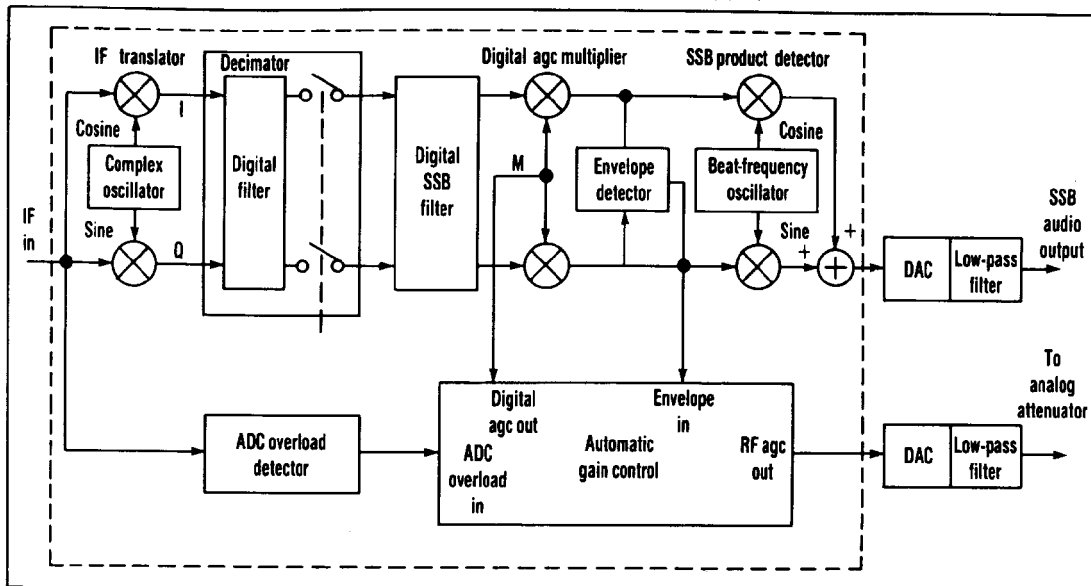 IF translator
Decimator
Digital agc multiplier
SSB product detector
I
Cosine
Complex
oscillator
Sine
Q
IF
in
Digital
filter
Digital
SSB
filter
M
Envelope
detector
Cosine
Beat-frequency
oscillator
Sine
+
+
+
DAC
Low-pass
filter
SSB
audio
output
ADC overload
detector
Digital
agc out
ADC
overload
in
Automatic
gain control
Envelope
in
RF agc
out
DAC
Low-pass
filter
To
analog
attenuator